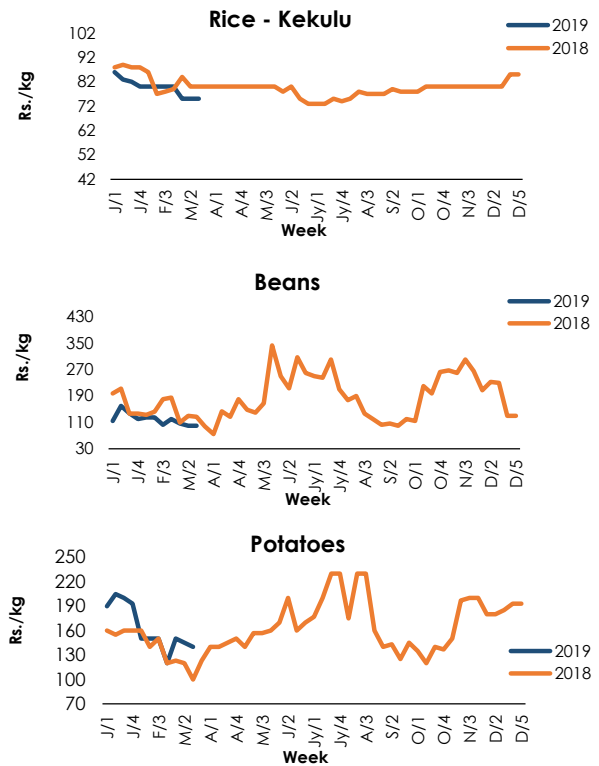 Rice - Kekulu
2019
2018
Rs./kg
102
92
82
72
62
52
42
J/1
J/4
F/3
M/2
A/1
A/4
M/3
J/2
Jy/1
Jy/4
A/3
S/2
O/1
O/4
N/3
D/2
D/5
Week
Beans
2019
2018
Rs./kg
430
350
270
190
110
30
J/1
J/4
F/3
M/2
A/1
A/4
M/3
J/2
Jy/1
Jy/4
A/3
S/2
O/1
O/4
N/3
D/2
D/5
Week
Potatoes
2019
2018
Rs./kg
250
220
190
160
130
100
70
J/1
J/4
F/3
M/2
A/1
A/4
M/3
J/2
Jy/1
Jy/4
A/3
S/2
O/1
O/4
N/3
D/2
D/5
Week